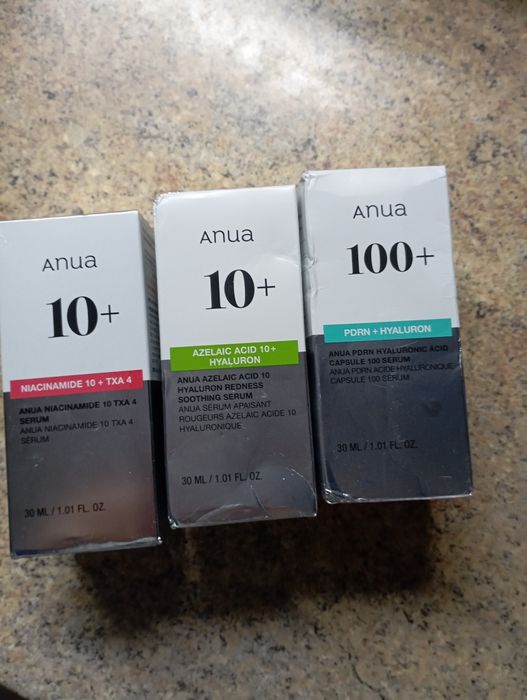 Anua
10+
NIACINAMIDE 10 + TXA 4
ANUA NIACINAMIDE 10 TXA 4
SERUM
ANUA NIACINAMIDE 10 TXA 4
SÉRUM
30 ML / 1.01 FL. OZ.
Anua
10+
AZELAIC ACID 10+
HYALURON
ANUA AZELAIC ACID 10
HYALURON REDNESS
SOOTHING SERUM
ANUA SÉRUM APAISANT
ROUGEURS AZELAIC ACIDE 10
HYALURONIQUE
30 ML / 1.01 FL. OZ.
Anua
100+
PDRN + HYALURON
ANUA PDRN HYALURONIC ACID
CAPSULE 100 SERUM
ANUA PDRN ACIDE HYALURONIQUE
CAPSULE 100 SÉRUM
30 ML / 1.01 FL. OZ.